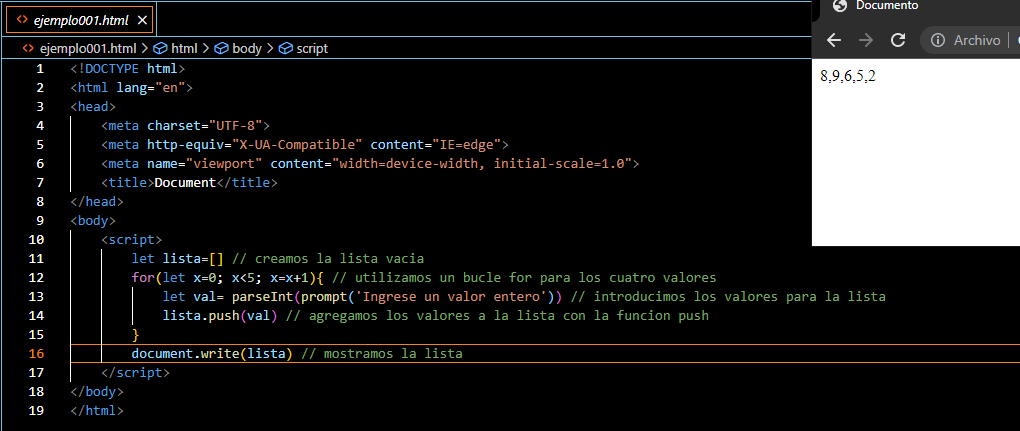 ejemplo001.html
ejemplo001.html > html > body > script
1 <!DOCTYPE html>
2 <html lang="en">
3 <head>
4 <meta charset="UTF-8">
5 <meta http-equiv="X-UA-Compatible" content="IE=edge">
6 <meta name="viewport" content="width=device-width, initial-scale=1.0">
7 <title>Document</title>
8 </head>
9 <body>
10 <script>
11 let lista=[] // creamos la lista vacia
12 for(let x=0; x<5; x=x+1){ // utilizamos un bucle for para los cuatro valores
13 let val= parseInt(prompt('Ingrese un valor entero')) // introducimos los valores para la lista
14 lista.push(val) // agregamos los valores a la lista con la funcion push
15 }
16 document.write(lista) // mostramos la lista
17 </script>
18 </body>
19 </html>
Documento
Archivo
8,9,6,5,2